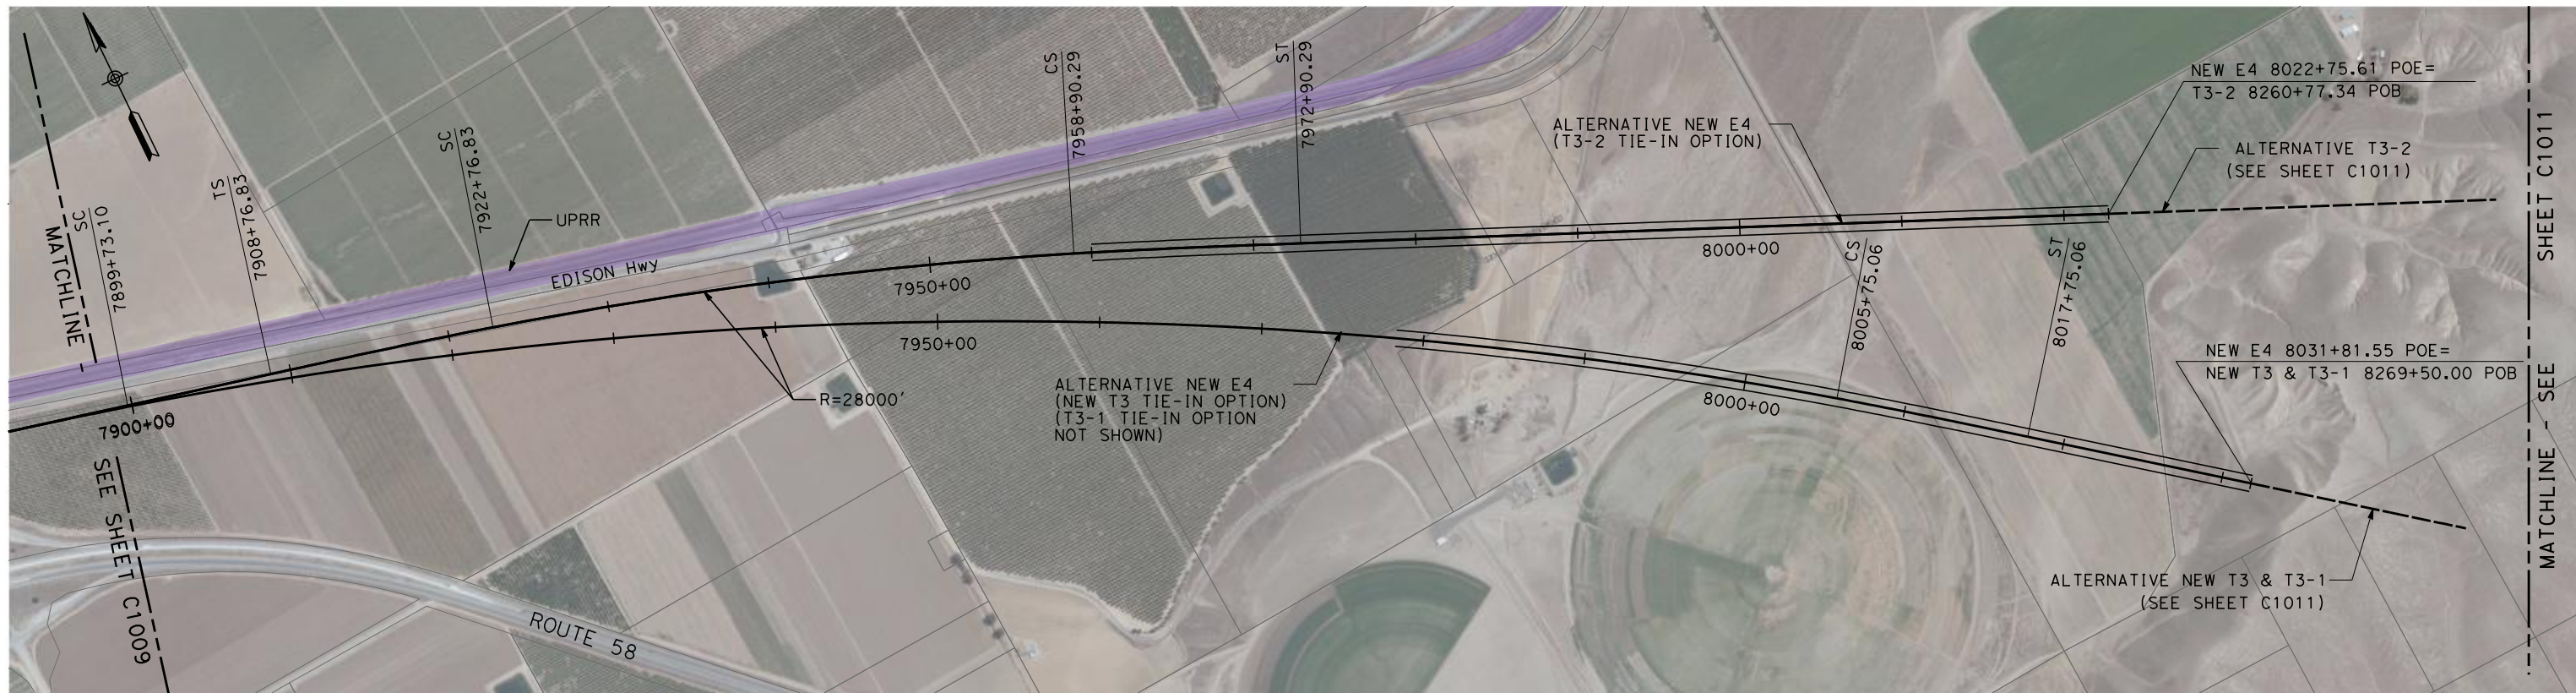 MATCHLINE -
SEE SHEET C1009
SC
7899+73.10
TS
7908+76.83
SC
7922+76.83
UPRR
EDISON Hwy
7900+00
CS
7958+90.29
ST
7972+90.29
7950+00
7950+00
R=28000'
ROUTE 58
ALTERNATIVE NEW E4
(NEW T3 TIE-IN OPTION)
(T3-1 TIE-IN OPTION
NOT SHOWN)
ALTERNATIVE NEW E4
(T3-2 TIE-IN OPTION)
8000+00
8000+00
CS
8005+75.06
ST
8017+75.06
NEW E4 8022+75.61 POE=
T3-2 8260+77.34 POB
ALTERNATIVE T3-2
(SEE SHEET C1011)
NEW E4 8031+81.55 POE=
NEW T3 & T3-1 8269+50.00 POB
ALTERNATIVE NEW T3 & T3-1
(SEE SHEET C1011)
MATCHLINE - SEE SHEET C1011